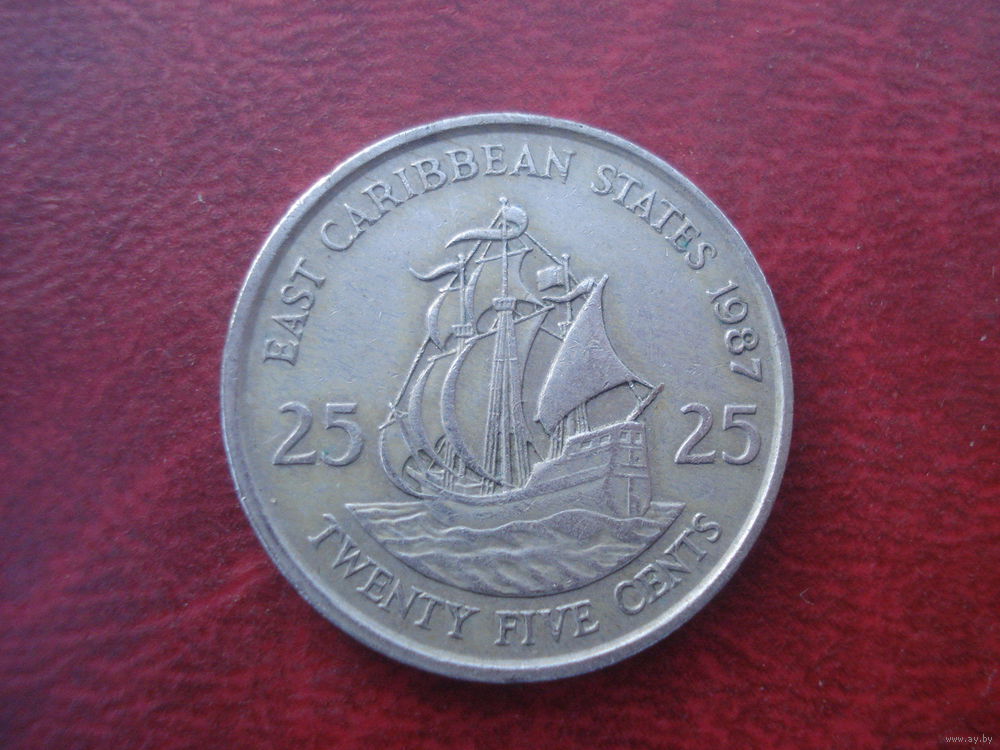 EAST CARIBBEAN STATES 1987
25 25
TWENTY FIVE CENTS
www.ay.by